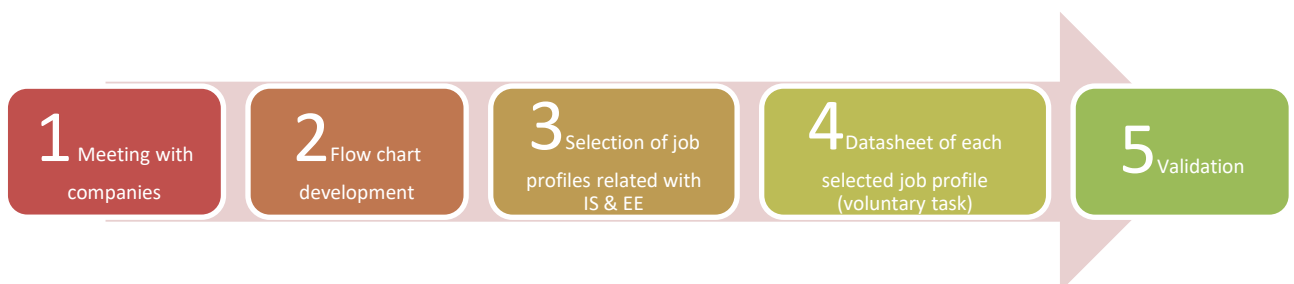 1 Meeting with
companies
2 Flow chart
development
3 Selection of job
profiles related with
IS & EE
4 Datasheet of each
selected job profile
(voluntary task)
5 Validation